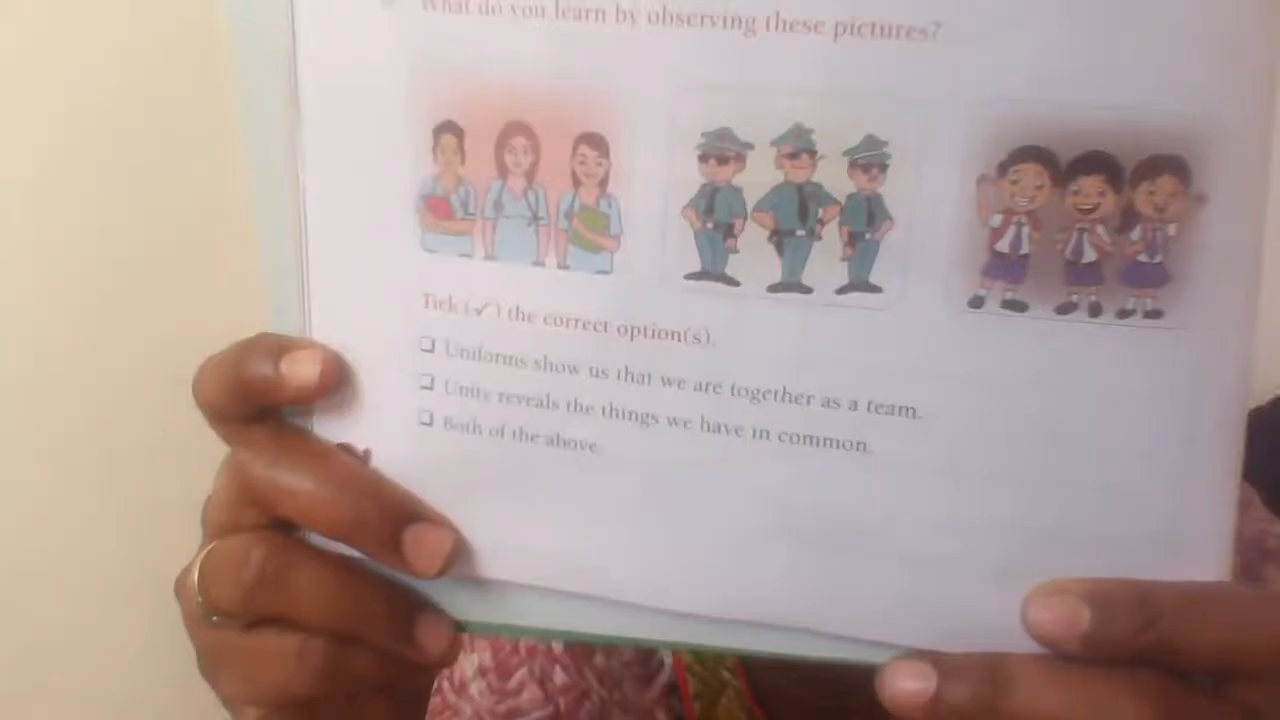 What do you learn by observing these pictures?
Tick (✓) the correct option(s).
❑ Uniforms show us that we are together as a team.
❑ Unity reveals the things we have in common.
❑ Both of the above.